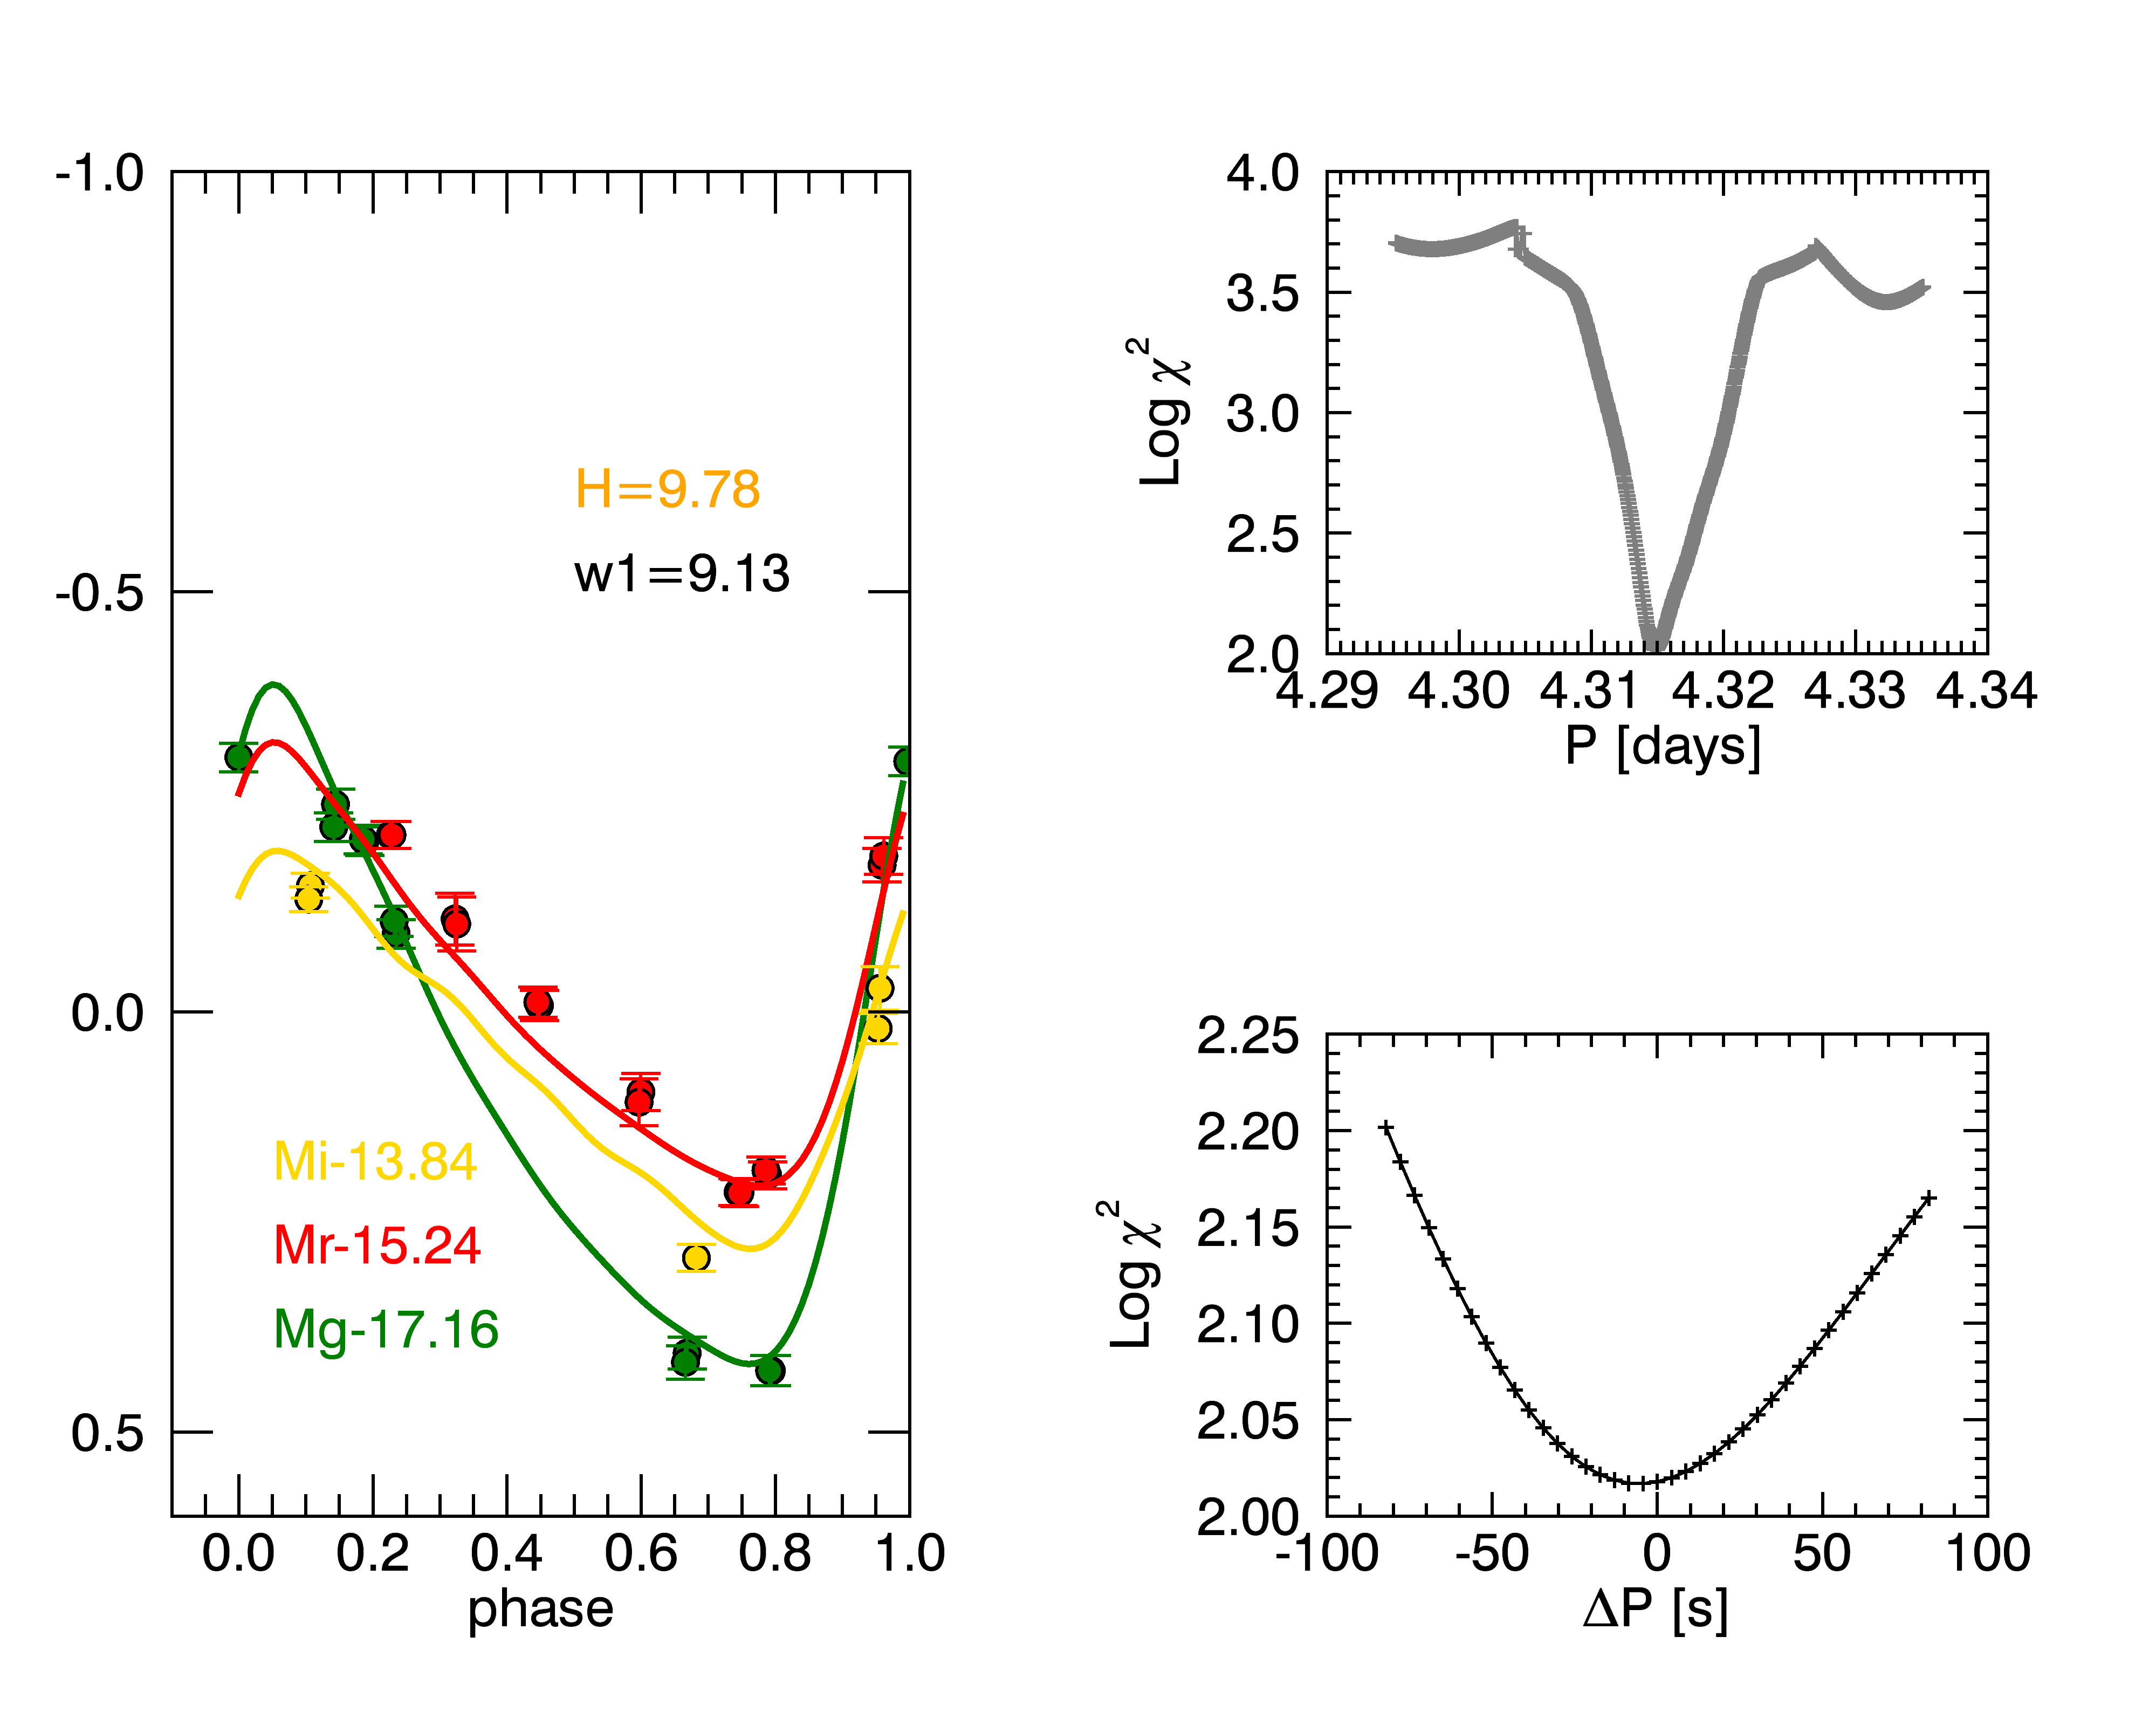 -1.0
-0.5
0.0
0.5
H=9.78
w1=9.13
Mi-13.84
Mr-15.24
Mg-17.16
0.0 0.2 0.4 0.6 0.8 1.0
phase
4.0
3.5
3.0
2.5
2.0
Log χ²
4.29 4.30 4.31 4.32 4.33 4.34
P [days]
2.25
2.20
2.15
2.10
2.05
2.00
Log χ²
-100 -50 0 50 100
ΔP [s]